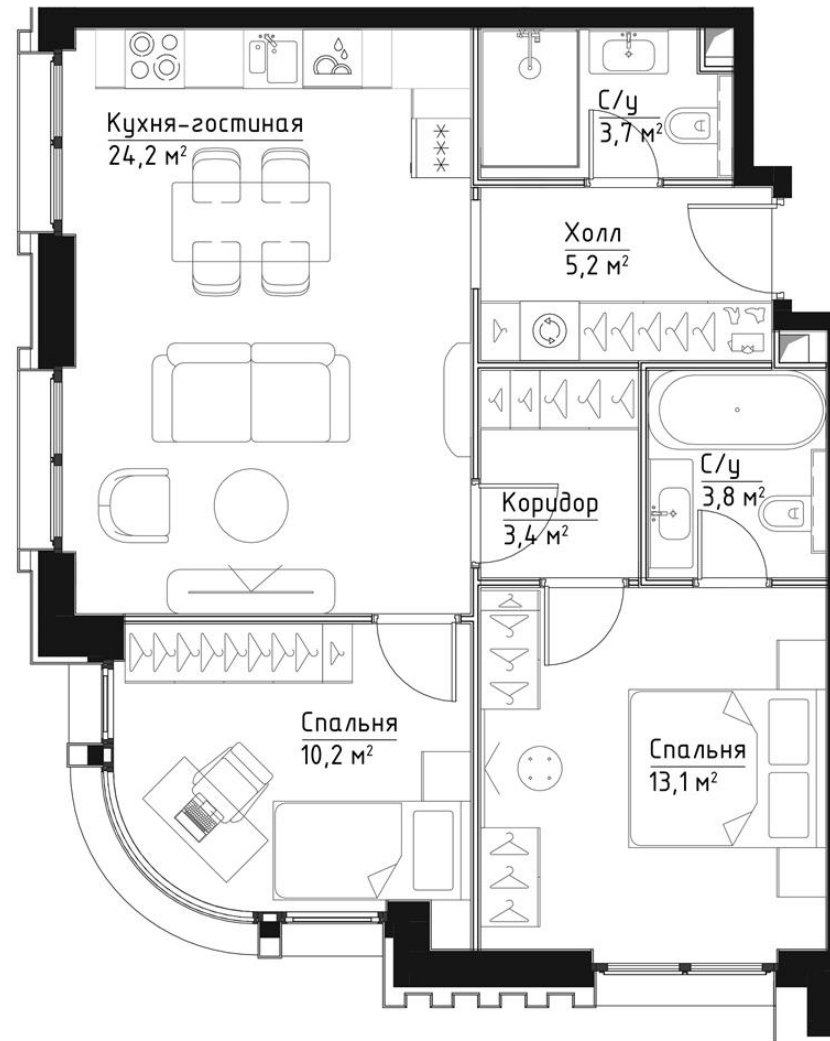 Кухня-гостиная
24,2 м²
С/у
3,7 м²
Холл
5,2 м²
С/у
3,8 м²
Коридор
3,4 м²
Спальня
10,2 м²
Спальня
13,1 м²